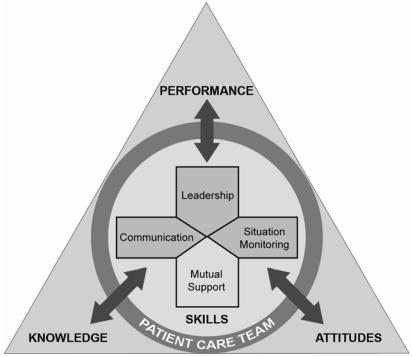 PERFORMANCE
Leadership
Communication
Situation
Monitoring
Mutual
Support
SKILLS
PATIENT CARE TEAM
KNOWLEDGE
ATTITUDES